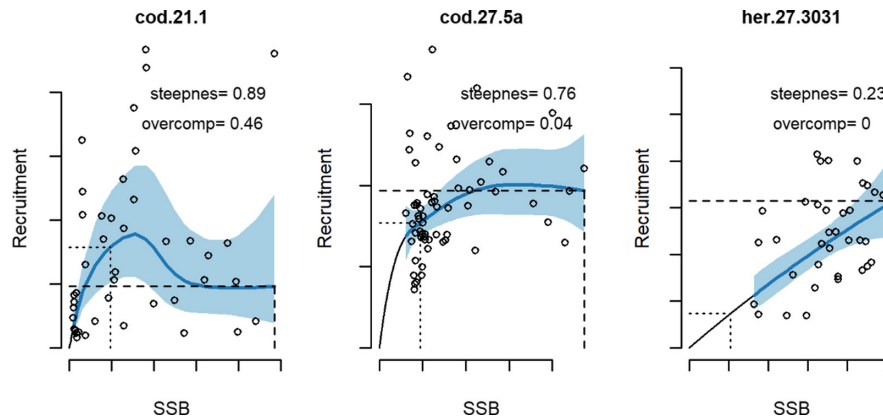 cod.21.1
steepnes= 0.89
overcomp= 0.46
Recruitment
SSB
cod.27.5a
steepnes= 0.76
overcomp= 0.04
Recruitment
SSB
her.27.3031
steepnes= 0.23
overcomp= 0
Recruitment
SSB